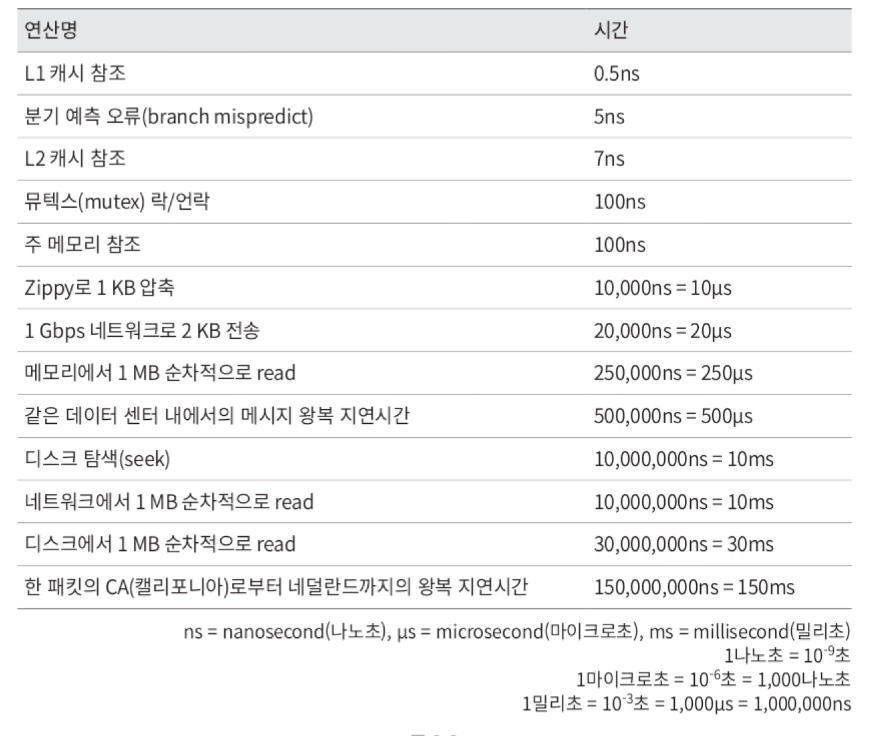 연산명 시간
L1 캐시 참조 0.5ns
분기 예측 오류(branch mispredict) 5ns
L2 캐시 참조 7ns
뮤텍스(mutex) 락/언락 100ns
주 메모리 참조 100ns
Zippy로 1 KB 압축 10,000ns = 10μs
1 Gbps 네트워크로 2 KB 전송 20,000ns = 20μs
메모리에서 1 MB 순차적으로 read 250,000ns = 250μs
같은 데이터 센터 내에서의 메시지 왕복 지연시간 500,000ns = 500μs
디스크 탐색(seek) 10,000,000ns = 10ms
네트워크에서 1 MB 순차적으로 read 10,000,000ns = 10ms
디스크에서 1 MB 순차적으로 read 30,000,000ns = 30ms
한 패킷의 CA(캘리포니아)로부터 네덜란드까지의 왕복 지연시간 150,000,000ns = 150ms
ns = nanosecond(나노초), μs = microsecond(마이크로초), ms = millisecond(밀리초)
1나노초 = 10⁻⁹초
1마이크로초 = 10⁻⁶초 = 1,000나노초
1밀리초 = 10⁻³초 = 1,000μs = 1,000,000ns